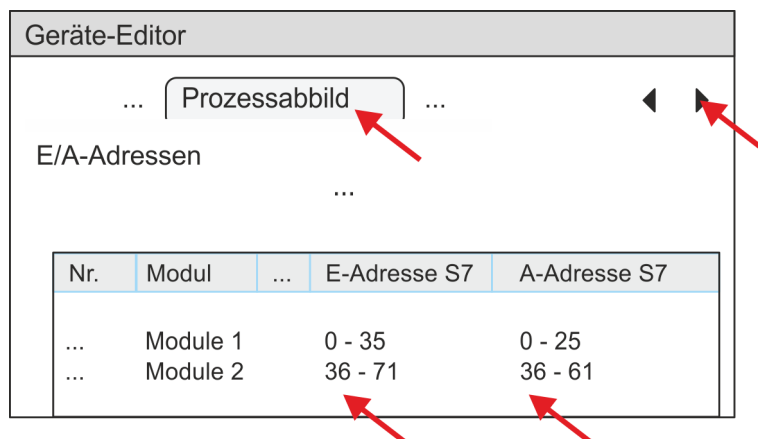 Geräte-Editor
... Prozessabbild ...
E/A-Adressen
...
Nr. Modul ... E-Adresse S7 A-Adresse S7
... Module 1 0 - 35 0 - 25
... Module 2 36 - 71 36 - 61